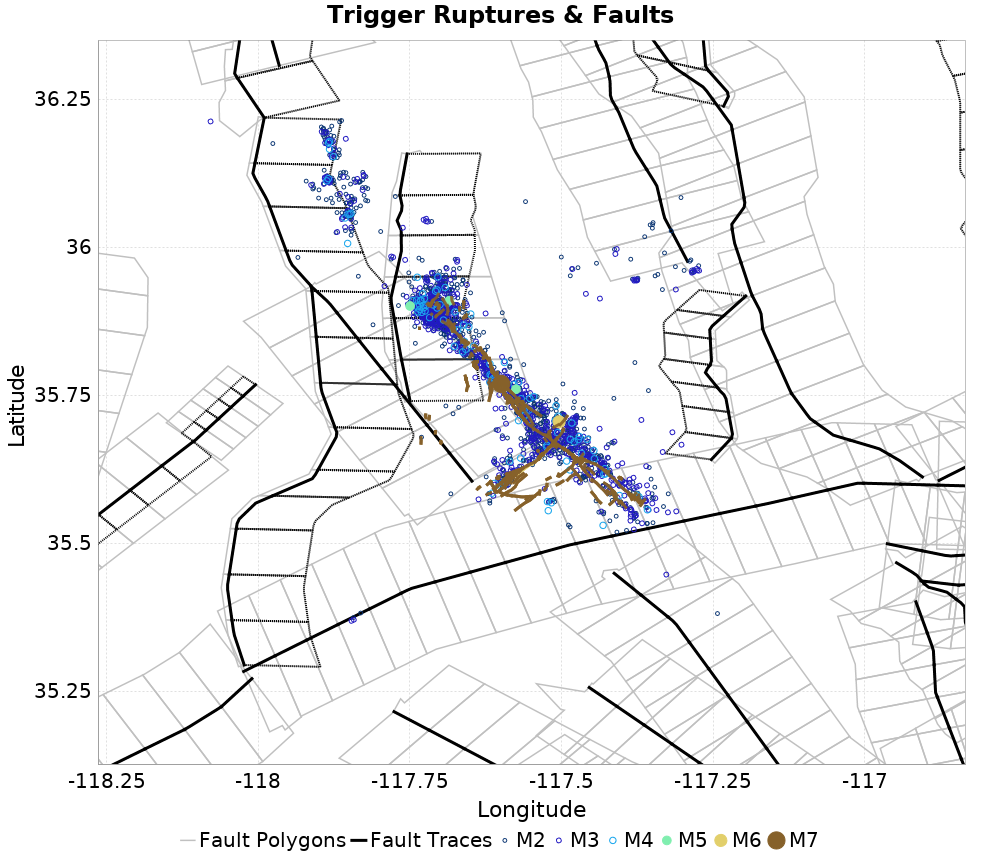 Trigger Ruptures & Faults
36.25
36
35.75
35.5
35.25
Latitude
-118.25 -118 -117.75 -117.5 -117.25 -117
Longitude
Fault Polygons Fault Traces M2 M3 M4 M5 M6 M7